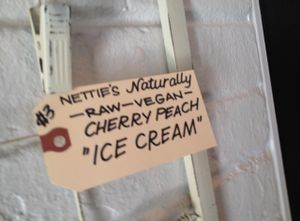 #3
NETTIE'S Naturally
—RAW—VEGAN—
CHERRY PEACH
"ICE CREAM"